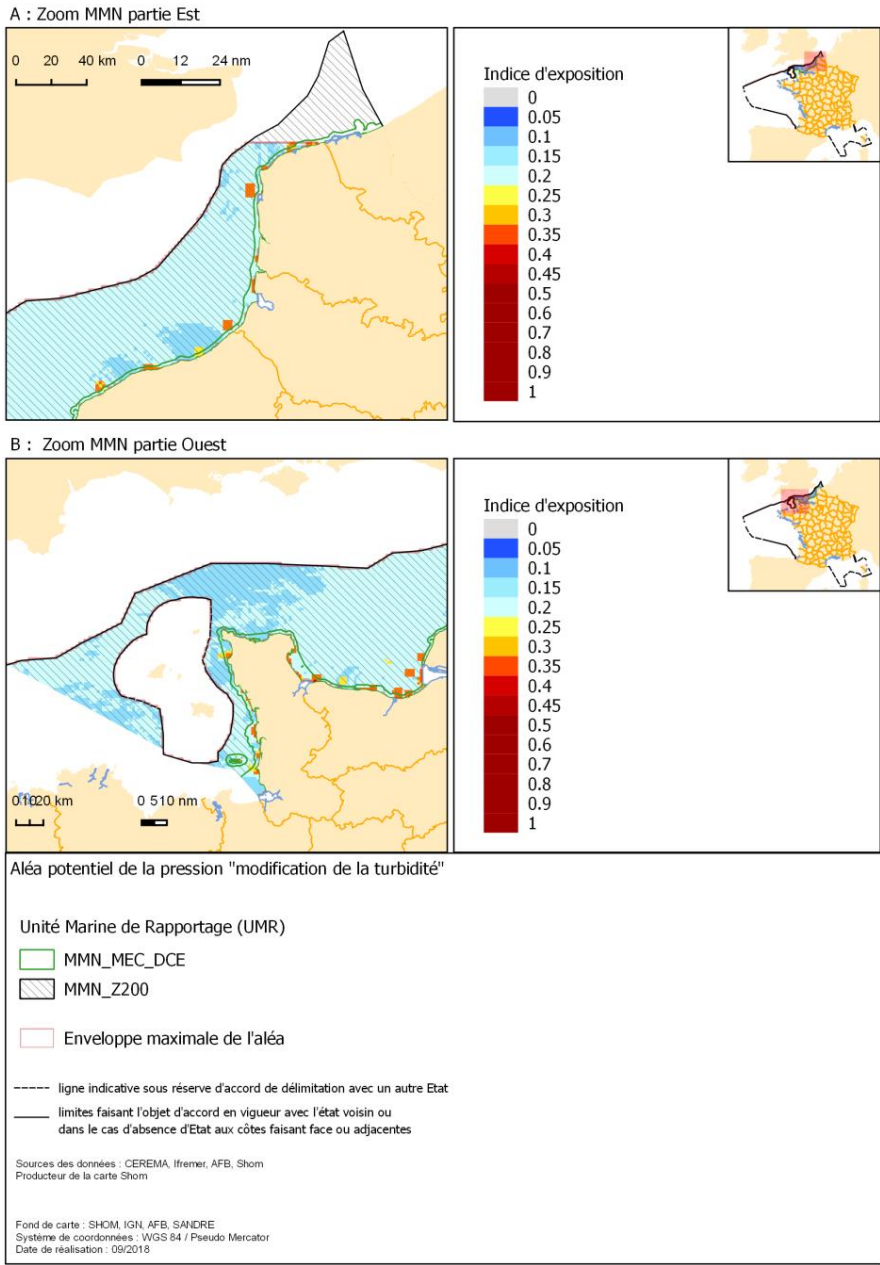 A : Zoom MMN partie Est
0 20 40 km 0 12 24 nm
Indice d'exposition
0
0.05
0.1
0.15
0.2
0.25
0.3
0.35
0.4
0.45
0.5
0.6
0.7
0.8
0.9
1
B : Zoom MMN partie Ouest
Indice d'exposition
0
0.05
0.1
0.15
0.2
0.25
0.3
0.35
0.4
0.45
0.5
0.6
0.7
0.8
0.9
1
0 10 20 km 0 5 10 nm
Aléa potentiel de la pression "modification de la turbidité"
Unité Marine de Rapportage (UMR)
MMN_MEC_DCE
MMN_Z200
Enveloppe maximale de l'aléa
ligne indicative sous réserve d'accord de délimitation avec un autre Etat
limites faisant l'objet d'accord en vigueur avec l'état voisin ou
dans le cas d'absence d'Etat aux côtes faisant face ou adjacentes
Sources des données : CEREMA, Ifremer, AFB, Shom
Producteur de la carte Shom
Fond de carte : SHOM, IGN, AFB, SANDRE
Système de coordonnées : WGS 84 / Pseudo Mercator
Date de réalisation : 09/2018